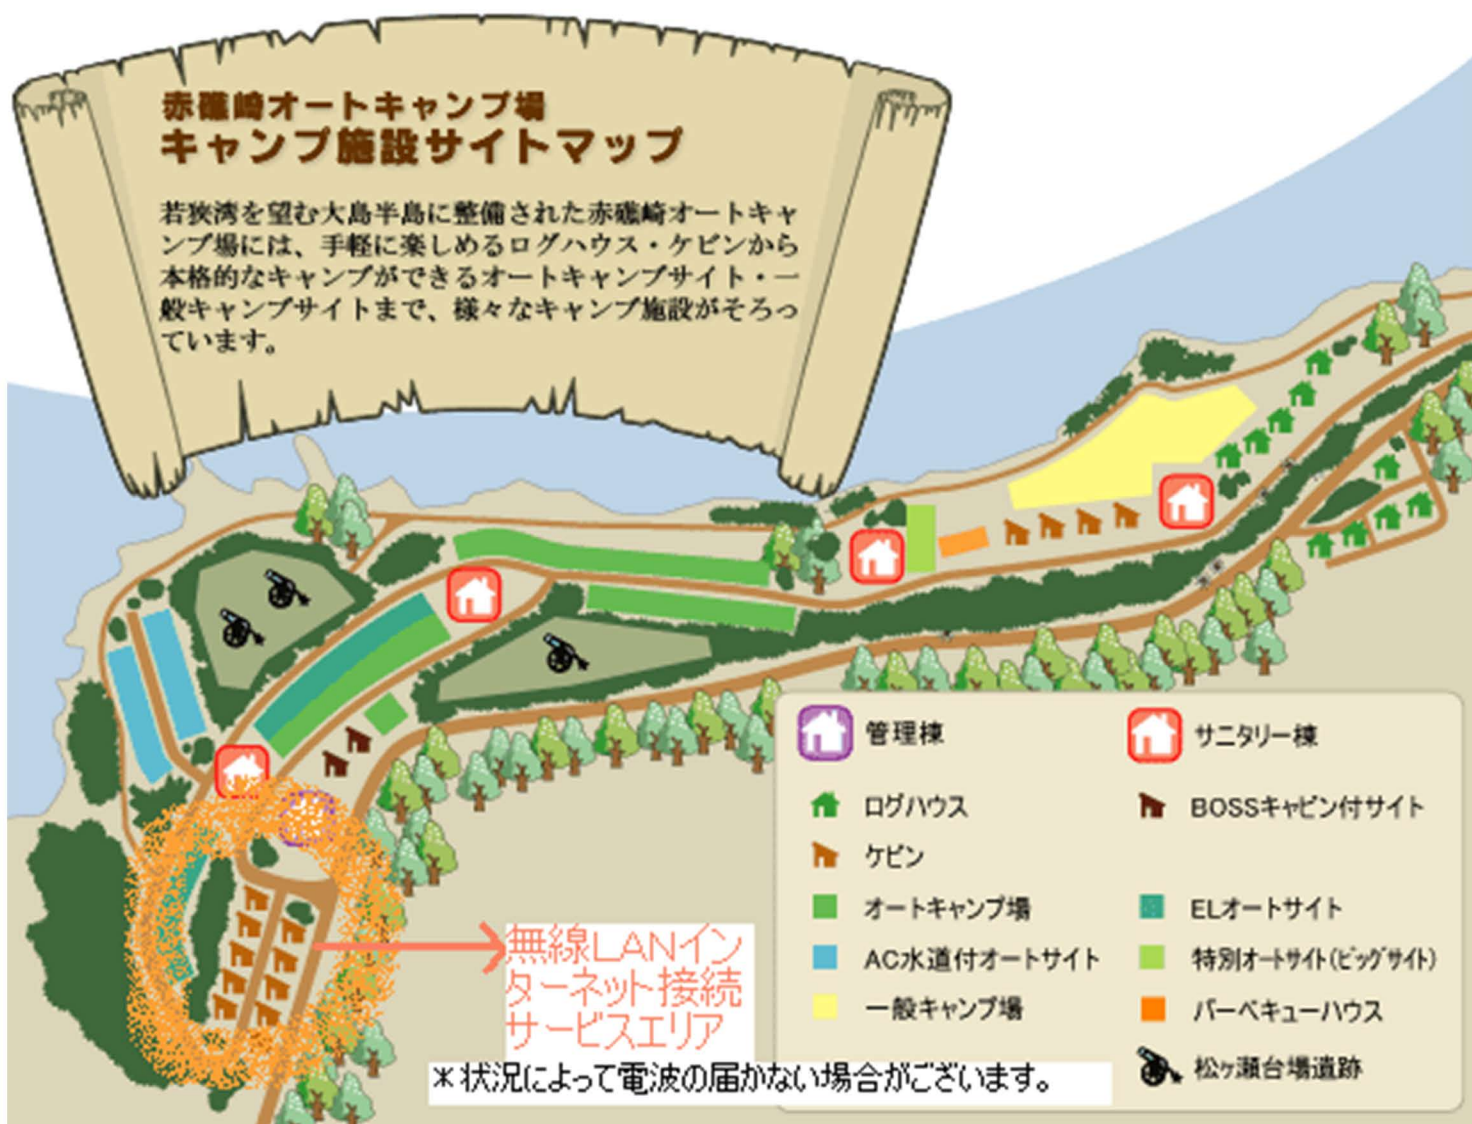 赤礁崎オートキャンプ場
キャンプ施設サイトマップ
若狭湾を望む大島半島に整備された赤礁崎オートキャ
ンプ場には、手軽に楽しめるログハウス・ケビンから
本格的なキャンプができるオートキャンプサイト・一
般キャンプサイトまで、様々なキャンプ施設がそろっ
ています。
管理棟
サニタリー棟
ログハウス
BOSSキャビン付サイト
ケビン
オートキャンプ場
ELオートサイト
AC水道付オートサイト
特別オートサイト(ビッグサイト)
一般キャンプ場
バーベキューハウス
松ヶ瀬台場遺跡
無線LANイン
ターネット接続
サービスエリア
*状況によって電波の届かない場合がございます。